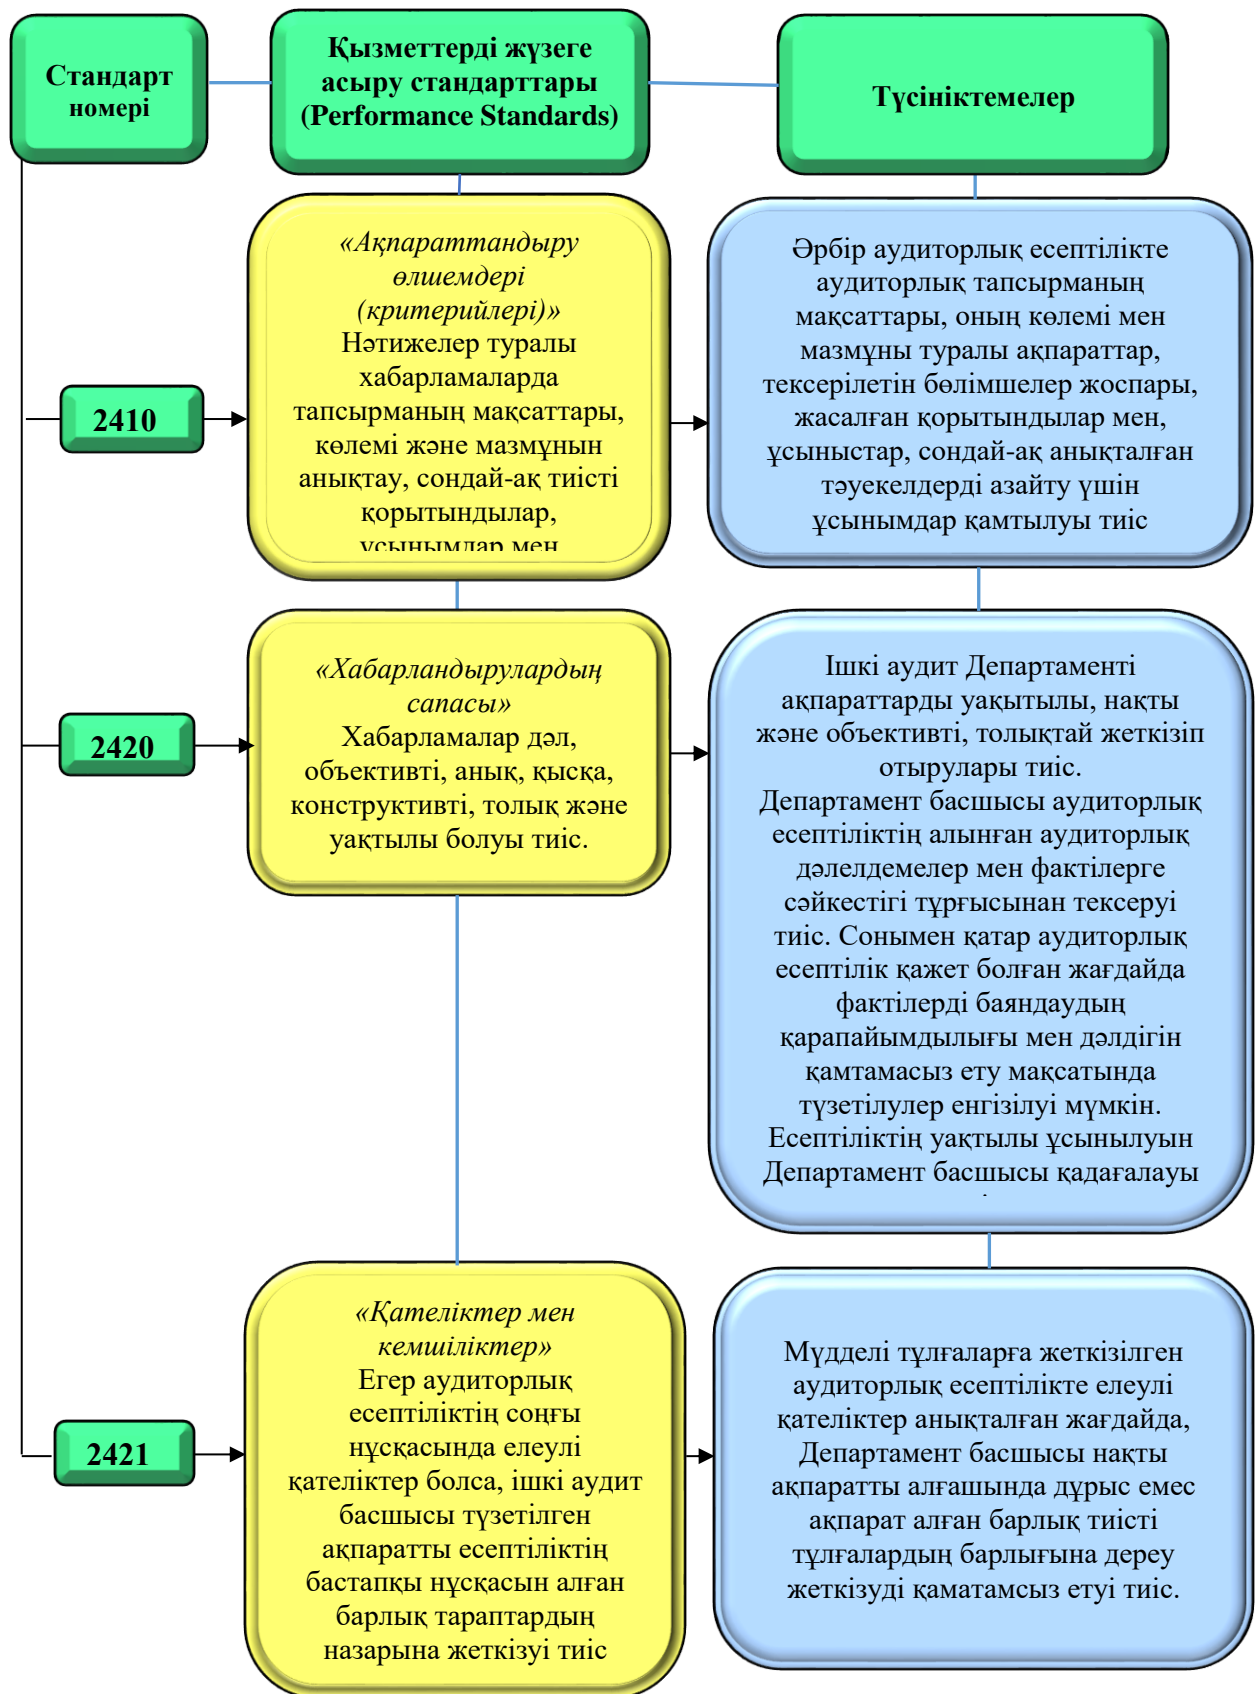 Стандарт
номері
Қызметтерді жүзеге
асыру стандарттары
(Performance Standards)
Түсініктемелер
2410
«Ақпараттандыру
өлшемдері
(критерийлері)»
Нәтижелер туралы
хабарламаларда
тапсырманың мақсаттары,
көлемі және мазмұнын
анықтау, сондай-ақ тиісті
қорытындылар,
ұсынымдар мен
Әрбір аудиторлық есептілікте
аудиторлық тапсырманың
мақсаттары, оның көлемі мен
мазмұны туралы ақпараттар,
тексерілетін бөлімшелер жоспары,
жасалған қорытындылар мен,
ұсыныстар, сондай-ақ анықталған
тәуекелдерді азайту үшін
ұсынымдар қамтылуы тиіс
2420
«Хабарландырулардың
сапасы»
Хабарламалар дәл,
объективті, анық, қысқа,
конструктивті, толық және
уақтылы болуы тиіс.
Ішкі аудит Департаменті
ақпараттарды уақытылы, нақты
және объективті, толықтай жеткізіп
отырулары тиіс.
Департамент басшысы аудиторлық
есептіліктің алынған аудиторлық
дәлелдемелер мен фактілерге
сәйкестігі тұрғысынан тексеруі
тиіс. Сонымен қатар аудиторлық
есептілік қажет болған жағдайда
фактілерді баяндаудың
қарапайымдылығы мен дәлдігін
қамтамасыз ету мақсатында
түзетілулер енгізілуі мүмкін.
Есептіліктің уақтылы ұсынылуын
Департамент басшысы қадағалауы
2421
«Қателіктер мен
кемшіліктер»
Егер аудиторлық
есептіліктің соңғы
нұсқасында елеулі
қателіктер болса, ішкі аудит
басшысы түзетілген
ақпаратты есептіліктің
бастапқы нұсқасын алған
барлық тараптардың
назарына жеткізуі тиіс
Мүдделі тұлғаларға жеткізілген
аудиторлық есептілікте елеулі
қателіктер анықталған жағдайда,
Департамент басшысы нақты
ақпаратты алғашында дұрыс емес
ақпарат алған барлық тиісті
тұлғалардың барлығына дереу
жеткізуді қаматамсыз етуі тиіс.